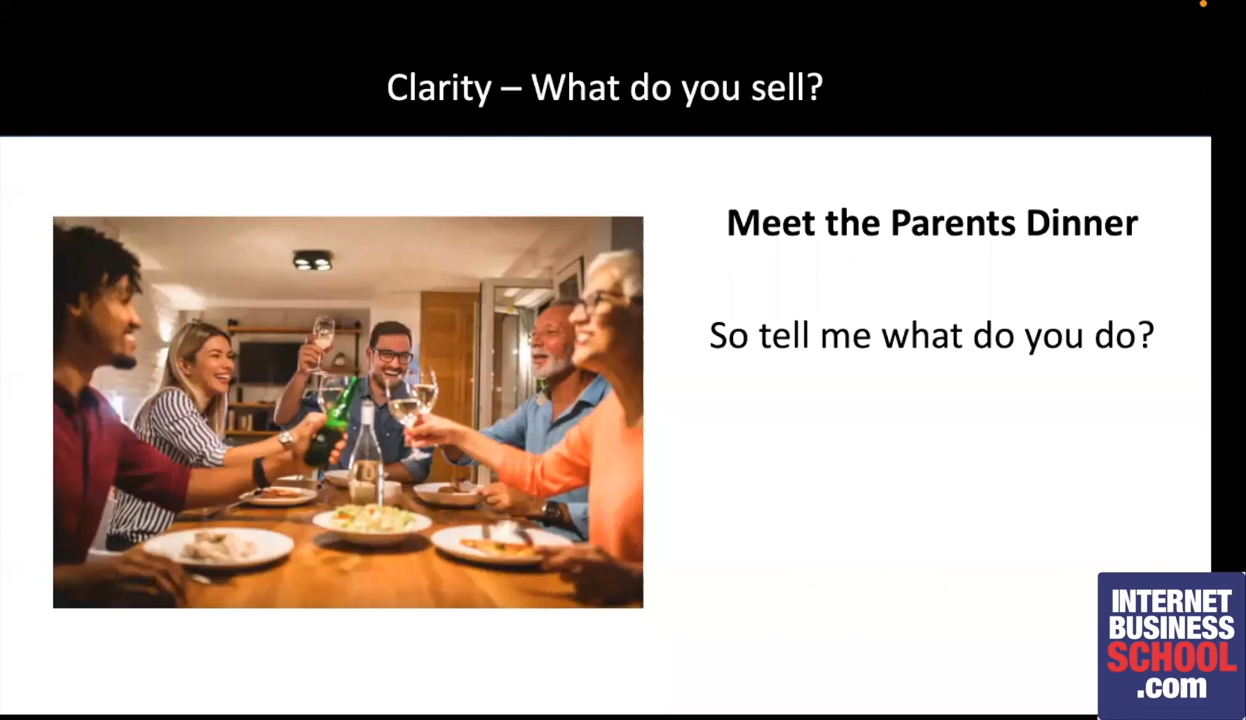 Clarity – What do you sell?
Meet the Parents Dinner
So tell me what do you do?
INTERNET
BUSINESS
SCHOOL
.com